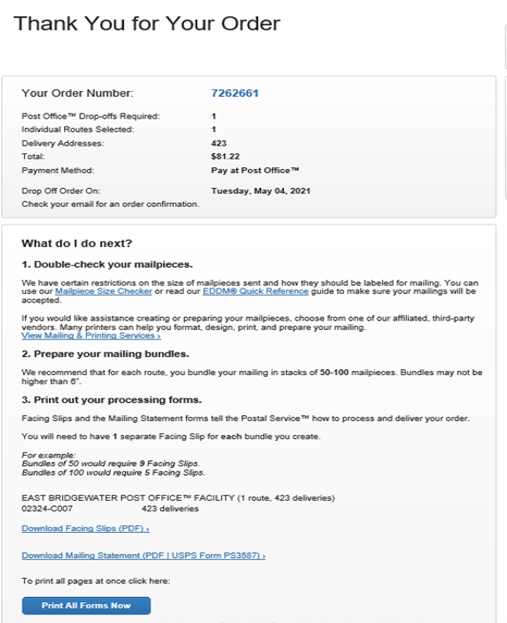 Thank You for Your Order
Your Order Number: 7262661
Post Office™ Drop-offs Required: 1
Individual Routes Selected: 1
Delivery Addresses: 423
Total: $81.22
Payment Method: Pay at Post Office™
Drop Off Order On: Tuesday, May 04, 2021
Check your email for an order confirmation.
What do I do next?
1. Double-check your mailpieces.
We have certain restrictions on the size of mailpieces sent and how they should be labeled for mailing. You can
use our Mailpiece Size Checker or read our EDDM® Quick Reference guide to make sure your mailings will be
accepted.
If you would like assistance creating or preparing your mailpieces, choose from one of our affiliated, third-party
vendors. Many printers can help you format, design, print, and prepare your mailing.
View Mailing & Printing Services ›
2. Prepare your mailing bundles.
We recommend that for each route, you bundle your mailing in stacks of 50-100 mailpieces. Bundles may not be
higher than 6".
3. Print out your processing forms.
Facing Slips and the Mailing Statement forms tell the Postal Service™ how to process and deliver your order.
You will need to have 1 separate Facing Slip for each bundle you create.
For example:
Bundles of 50 would require 9 Facing Slips.
Bundles of 100 would require 5 Facing Slips.
EAST BRIDGEWATER POST OFFICE™ FACILITY (1 route, 423 deliveries)
02324-C007 423 deliveries
Download Facing Slips (PDF) ›
Download Mailing Statement (PDF | USPS Form PS3587) ›
To print all pages at once click here:
Print All Forms Now